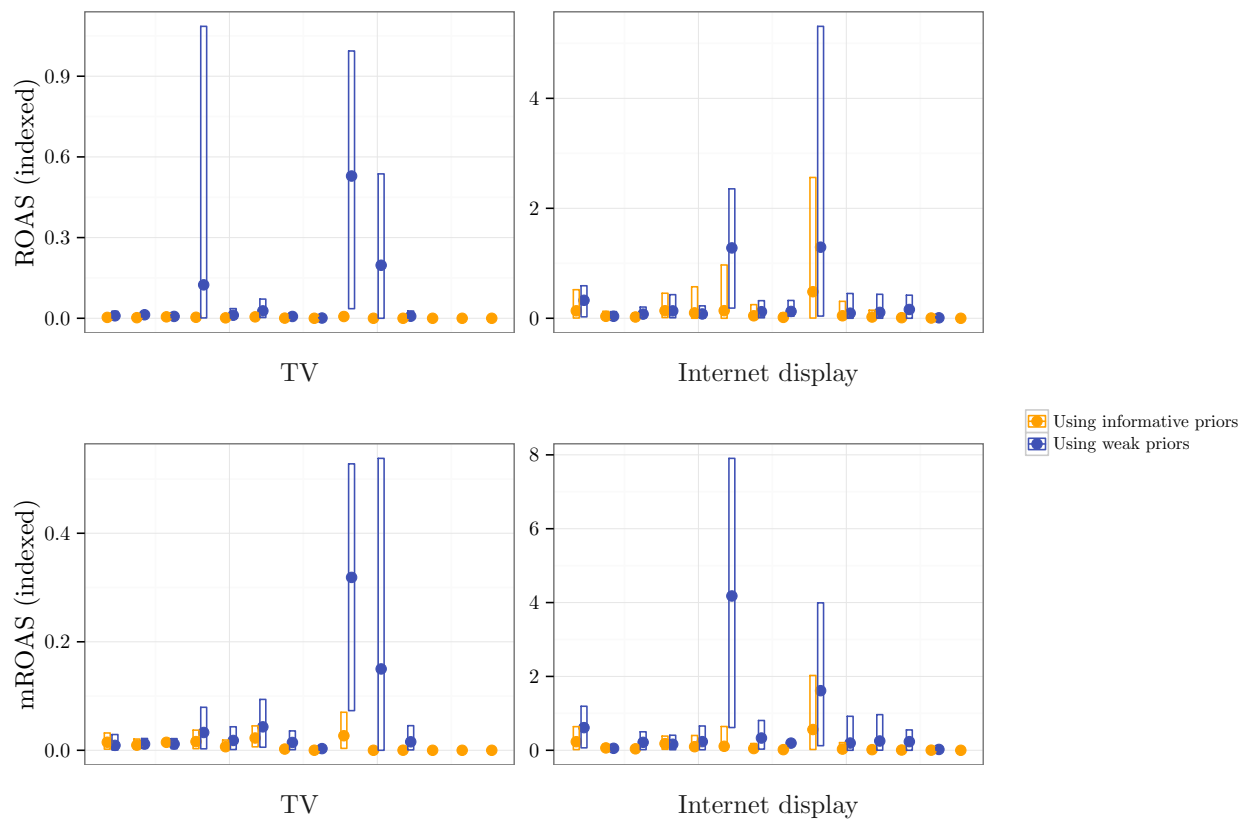 ROAS (indexed)
0.9
0.6
0.3
0.0
TV
4
2
0
Internet display
Using informative priors
Using weak priors
mROAS (indexed)
0.4
0.2
0.0
TV
8
6
4
2
0
Internet display